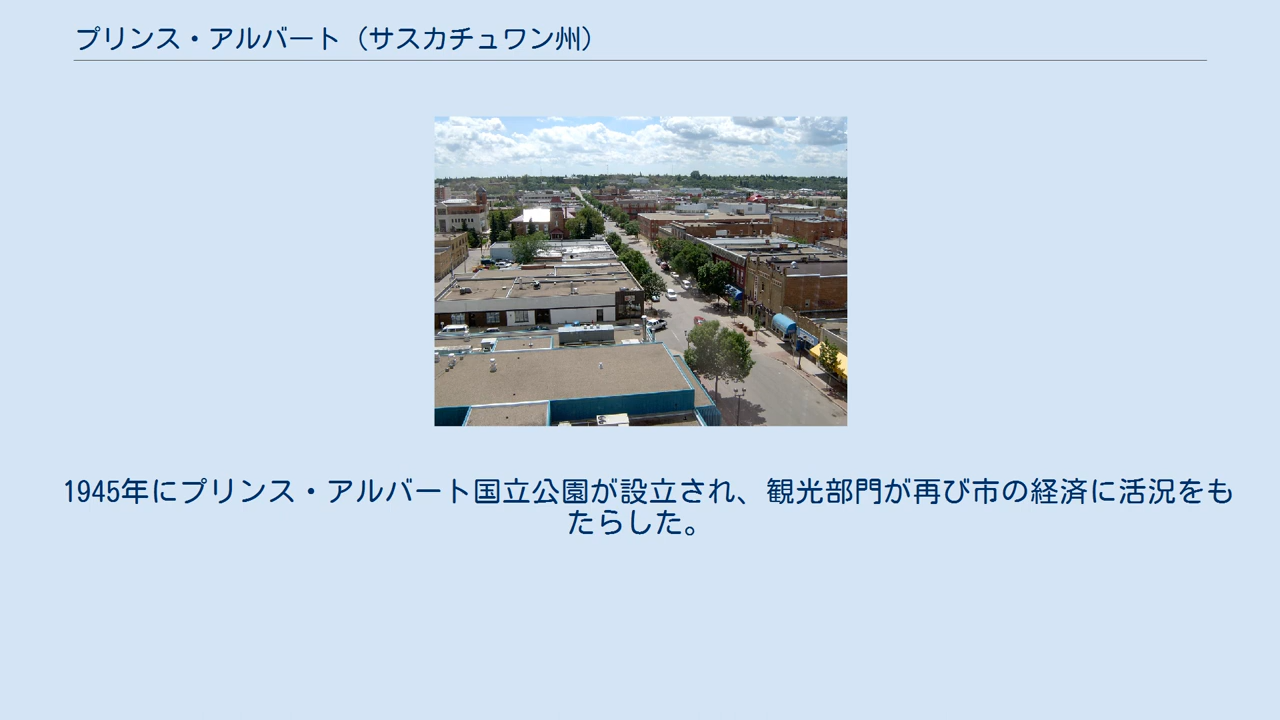 プリンス・アルバート（サスカチュワン州）
1945年にプリンス・アルバート国立公園が設立され、観光部門が再び市の経済に活況をも
たらした。